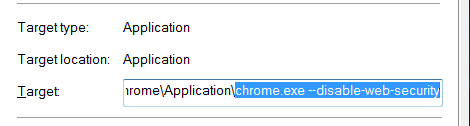 Target type: Application
Target location: Application
Target: rome\Application\chrome.exe --disable-web-security